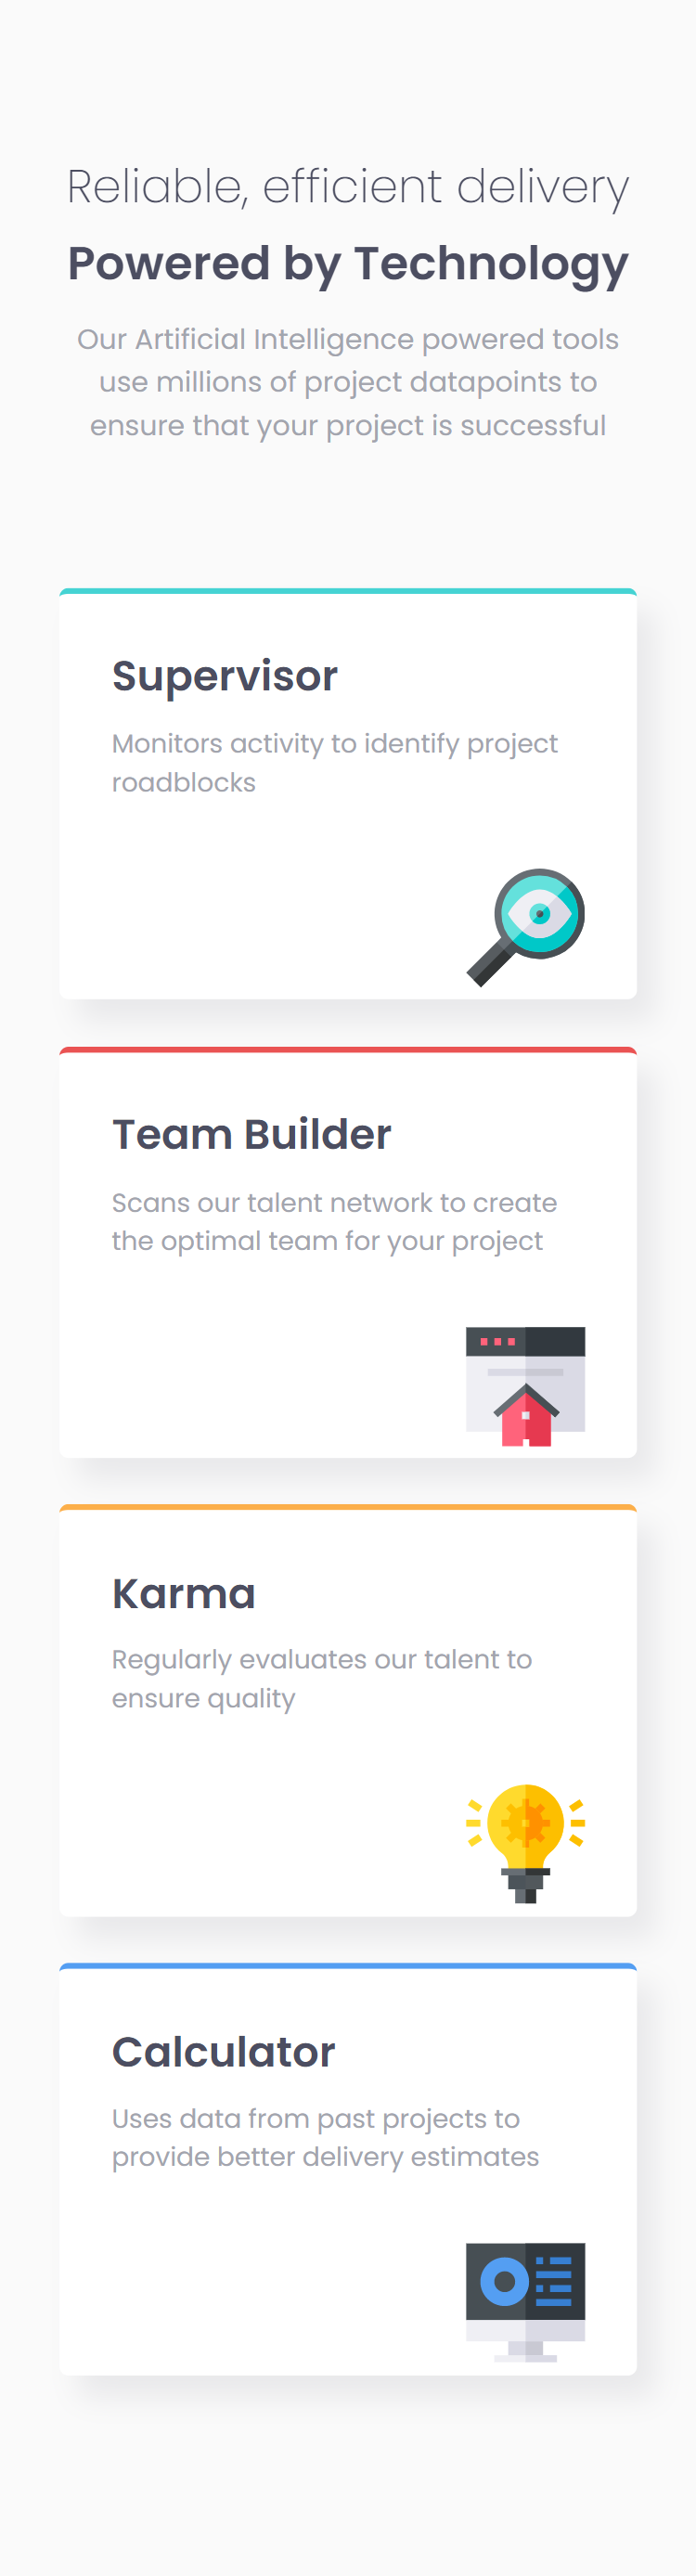 Reliable, efficient delivery
Powered by Technology
Our Artificial Intelligence powered tools
use millions of project datapoints to
ensure that your project is successful
Supervisor
Monitors activity to identify project
roadblocks
Team Builder
Scans our talent network to create
the optimal team for your project
Karma
Regularly evaluates our talent to
ensure quality
Calculator
Uses data from past projects to
provide better delivery estimates